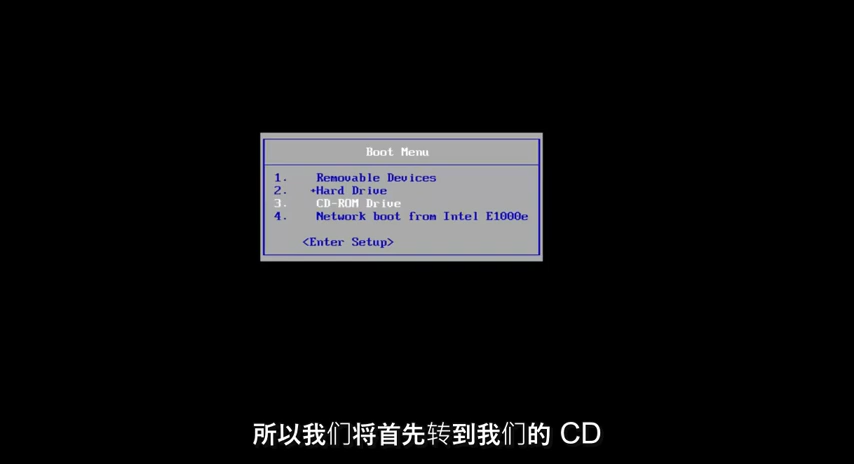 Boot Menu
1. Removable Devices
2. +Hard Drive
3. CD-ROM Drive
4. Network boot from Intel E1000e
<Enter Setup>
所以我们将首先转到我们的 CD